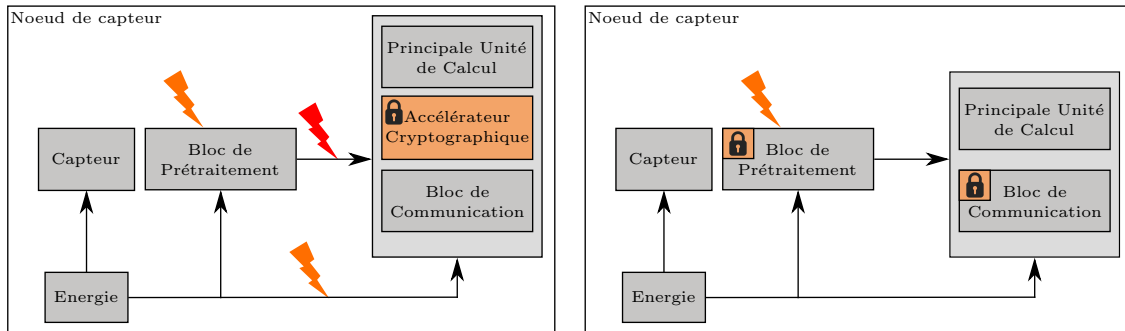 Noeud de capteur
Principale Unité
de Calcul
Accélérateur
Cryptographique
Capteur
Bloc de
Prétraitement
Bloc de
Communication
Energie
Noeud de capteur
Principale Unité
de Calcul
Capteur
Bloc de
Prétraitement
Bloc de
Communication
Energie